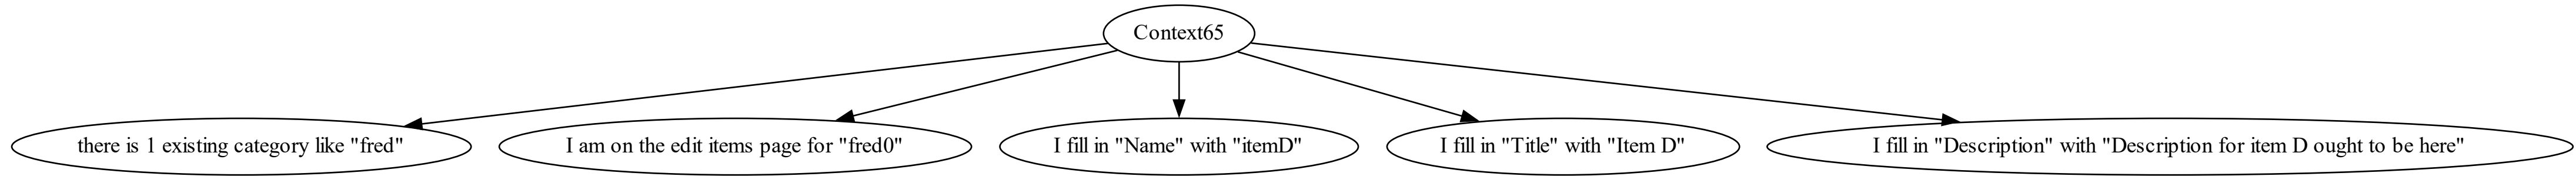 Context65
there is 1 existing category like "fred"
I am on the edit items page for "fred0"
I fill in "Name" with "itemD"
I fill in "Title" with "Item D"
I fill in "Description" with "Description for item D ought to be here"